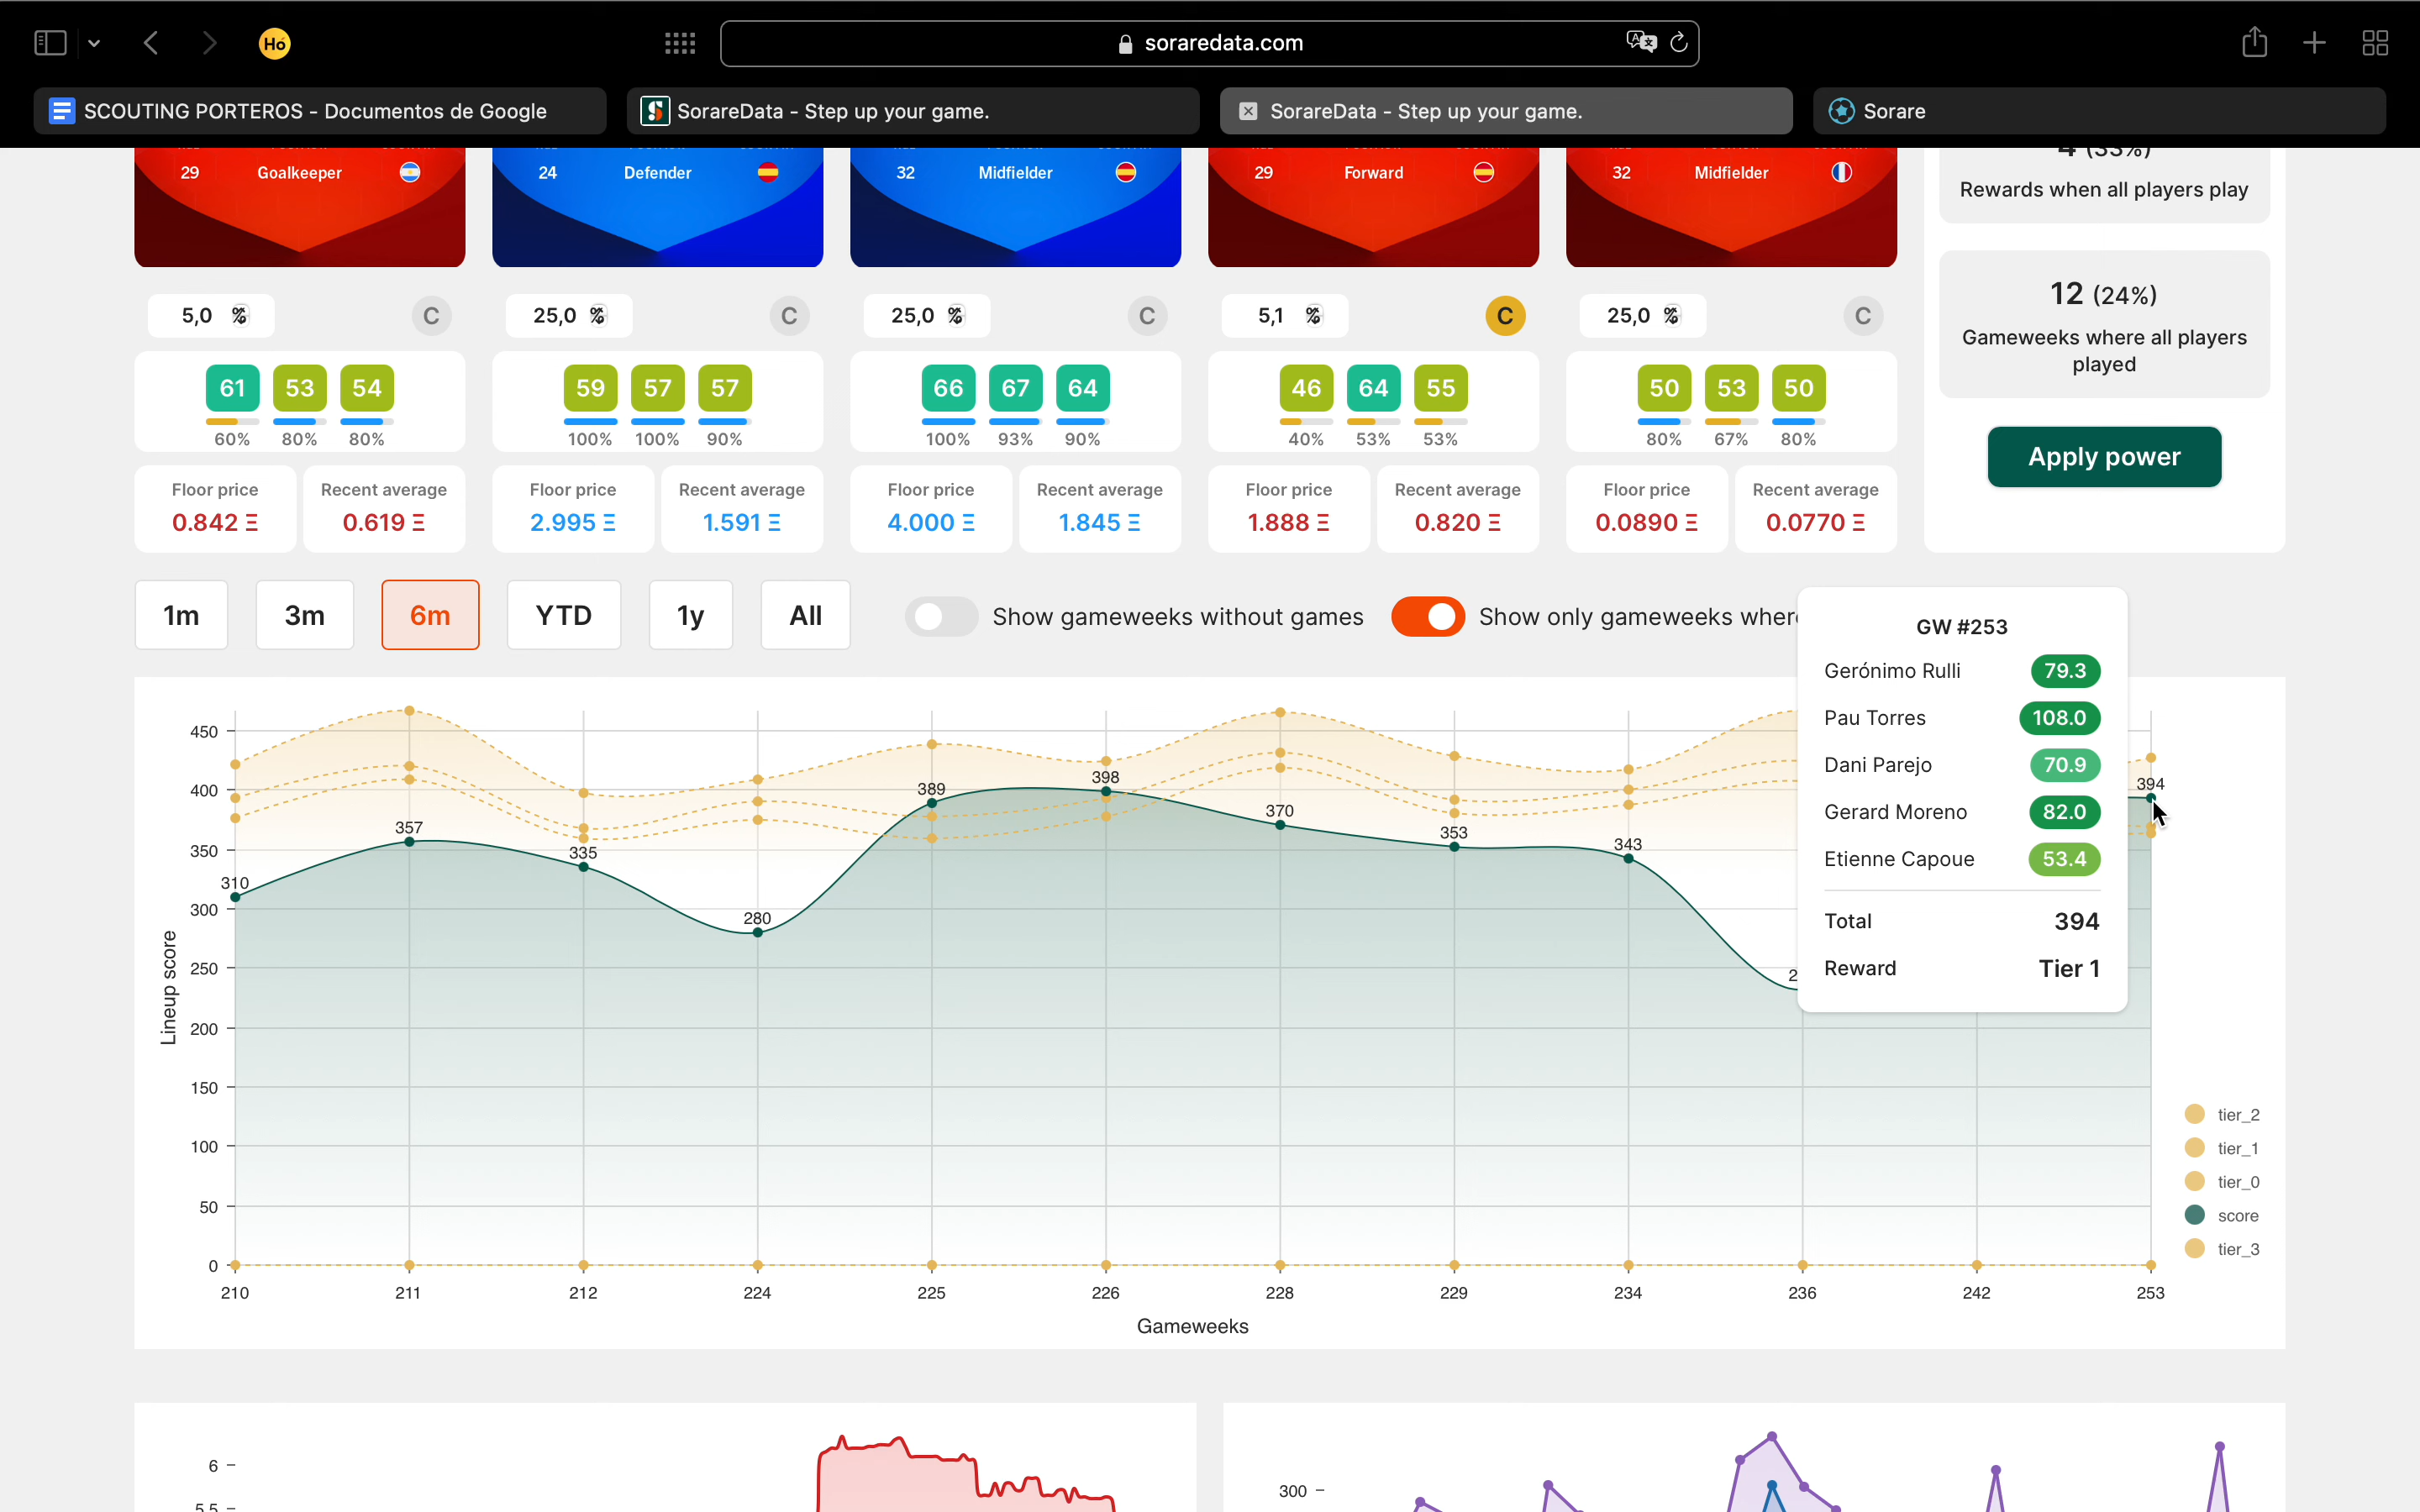 Hó
soraredata.com
SCOUTING PORTEROS - Documentos de Google
SorareData - Step up your game.
SorareData - Step up your game.
Sorare
29 Goalkeeper
24 Defender
32 Midfielder
29 Forward
32 Midfielder
4 (33%)
Rewards when all players play
12 (24%)
Gameweeks where all players
played
Apply power
5,0 % C
25,0 % C
25,0 % C
5,1 % C
25,0 % C
61 53 54
59 57 57
66 67 64
46 64 55
50 53 50
60% 80% 80%
100% 100% 90%
100% 93% 90%
40% 53% 53%
80% 67% 80%
Floor price Recent average
0.842 Ξ 0.619 Ξ
Floor price Recent average
2.995 Ξ 1.591 Ξ
Floor price Recent average
4.000 Ξ 1.845 Ξ
Floor price Recent average
1.888 Ξ 0.820 Ξ
Floor price Recent average
0.0890 Ξ 0.0770 Ξ
1m 3m 6m YTD 1y All
Show gameweeks without games
Show only gameweeks wher
GW #253
Gerónimo Rulli 79.3
Pau Torres 108.0
Dani Parejo 70.9
Gerard Moreno 82.0
Etienne Capoue 53.4
Total 394
Reward Tier 1
Lineup score
450
400
350
300
250
200
150
100
50
0
310
357
335
280
389
398
370
353
343
2
394
210 211 212 224 225 226 228 229 234 236 242 253
Gameweeks
tier_2
tier_1
tier_0
score
tier_3
6
5.5
300